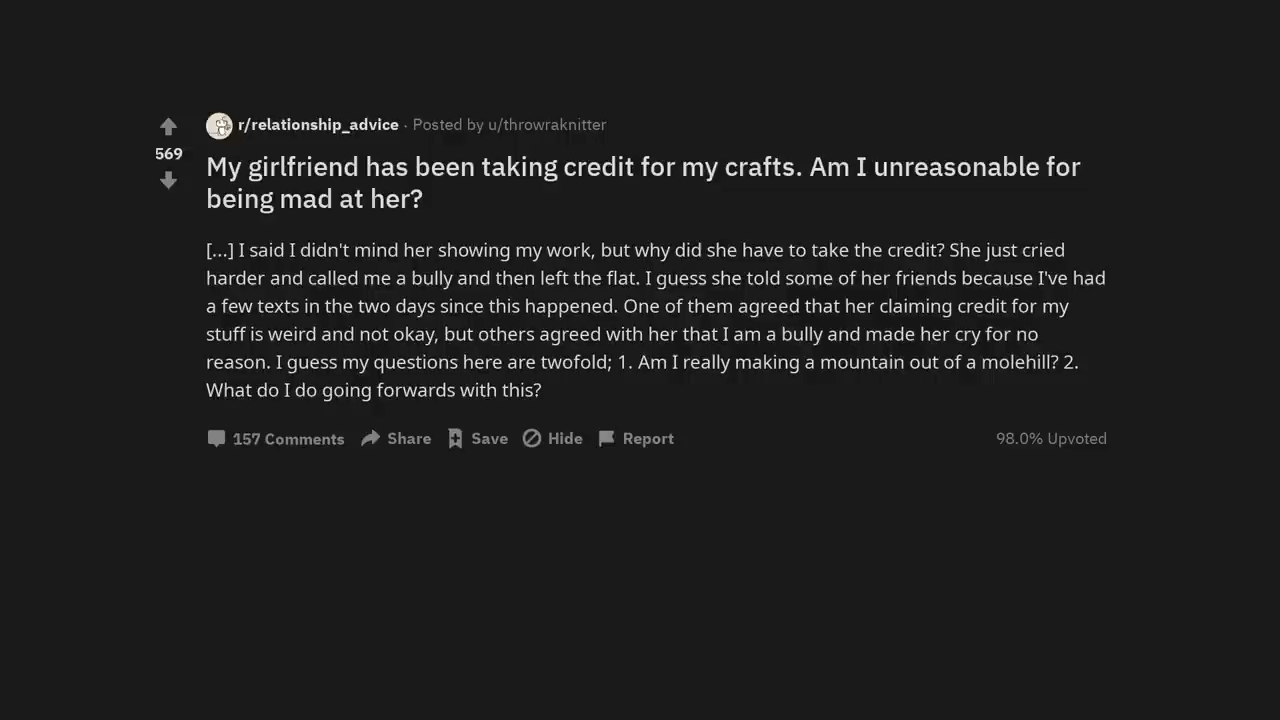 r/relationship_advice · Posted by u/throwraknitter
569
My girlfriend has been taking credit for my crafts. Am I unreasonable for
being mad at her?
[...] I said I didn't mind her showing my work, but why did she have to take the credit? She just cried
harder and called me a bully and then left the flat. I guess she told some of her friends because I've had
a few texts in the two days since this happened. One of them agreed that her claiming credit for my
stuff is weird and not okay, but others agreed with her that I am a bully and made her cry for no
reason. I guess my questions here are twofold; 1. Am I really making a mountain out of a molehill? 2.
What do I do going forwards with this?
157 Comments Share Save Hide Report 98.0% Upvoted